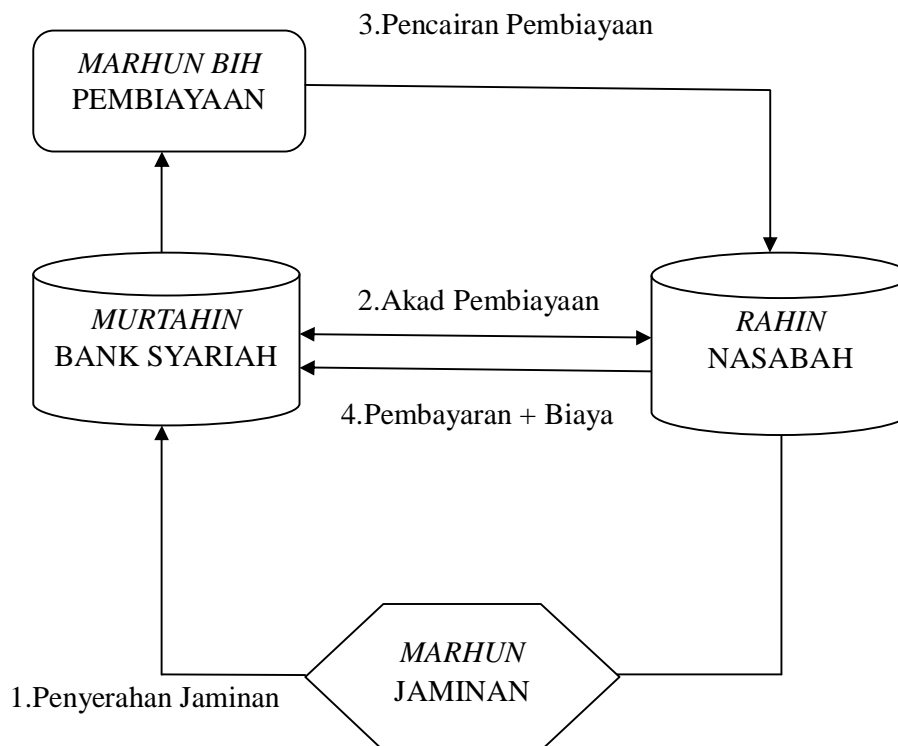 3.Pencairan Pembiayaan
MARHUN BIH
PEMBIAYAAN
MURTAHIN
BANK SYARIAH
2.Akad Pembiayaan
4.Pembayaran + Biaya
RAHIN
NASABAH
MARHUN
JAMINAN
1.Penyerahan Jaminan